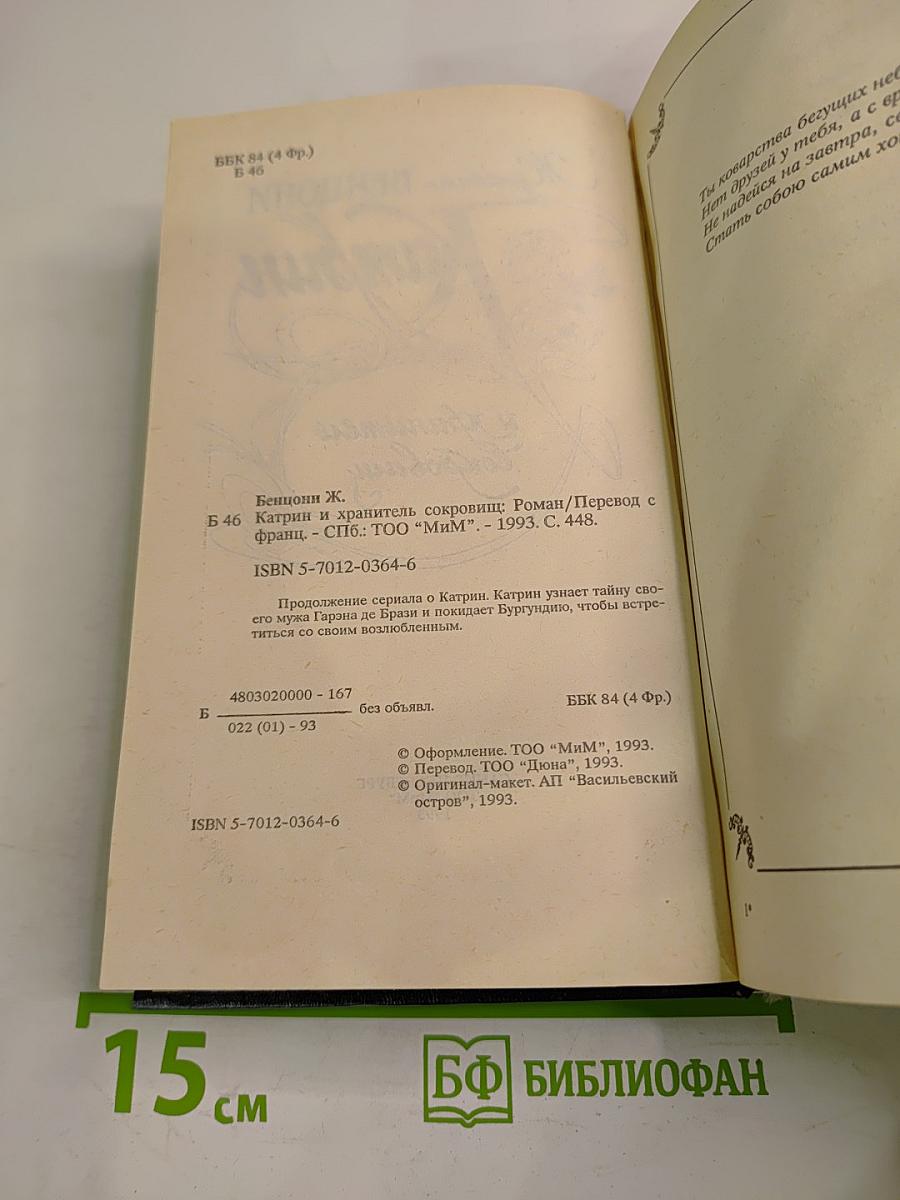 ББК 84 (4 Фр.)
Б 46
Бенцони Ж.
Б 46 Катрин и хранитель сокровищ: Роман/Перевод с
франц. - СПб.: ТОО “МиМ”. - 1993. С. 448.
ISBN 5-7012-0364-6
Продолжение сериала о Катрин. Катрин узнает тайну сво-
его мужа Гарэна де Брази и покидает Бургундию, чтобы встре-
титься со своим возлюбленным.
4803020000 - 167
Б без объявл.
022 (01) - 93
ББК 84 (4 Фр.)
© Оформление. ТОО “МиМ”, 1993.
© Перевод. ТОО “Дюна”, 1993.
© Оригинал-макет. АП “Васильевский
остров”, 1993.
ISBN 5-7012-0364-6
Ты коварства бегущих
Нет друзей у тебя, а с
Не надейся на завтра,
Стать собою самим
1*
15 см
БФ БИБЛИОФАН